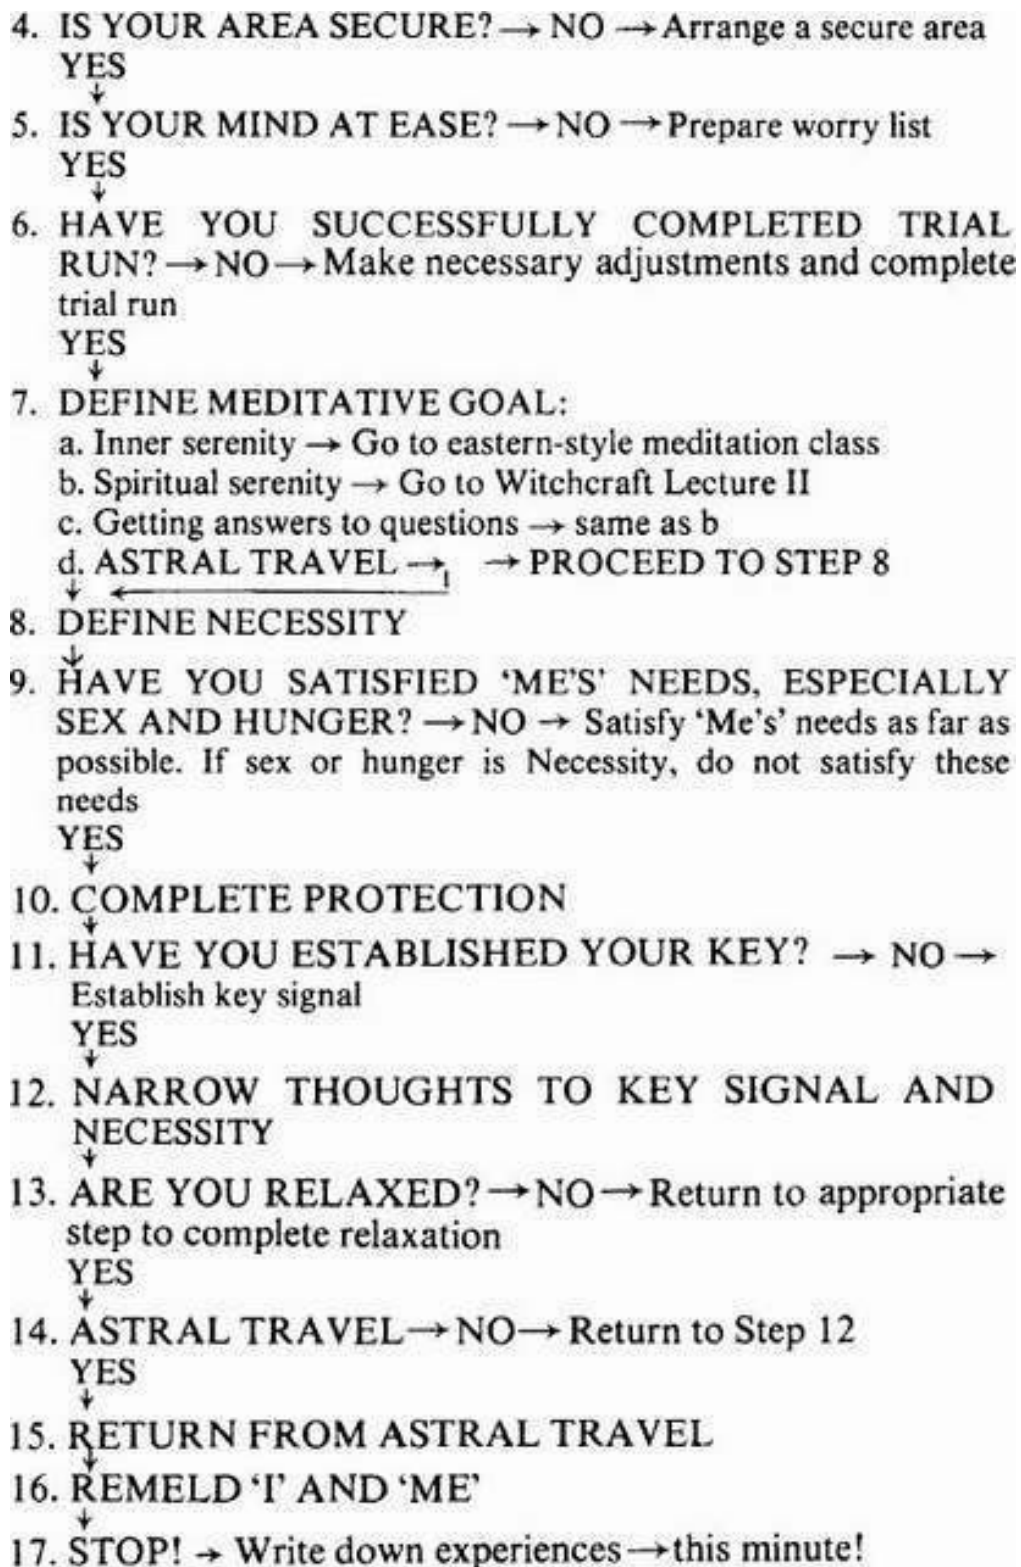 4. IS YOUR AREA SECURE? → NO → Arrange a secure area
YES
↓
5. IS YOUR MIND AT EASE? → NO → Prepare worry list
YES
↓
6. HAVE YOU SUCCESSFULLY COMPLETED TRIAL
RUN? → NO → Make necessary adjustments and complete
trial run
YES
↓
7. DEFINE MEDITATIVE GOAL:
a. Inner serenity → Go to eastern-style meditation class
b. Spiritual serenity → Go to Witchcraft Lecture II
c. Getting answers to questions → same as b
d. ASTRAL TRAVEL → → PROCEED TO STEP 8
↓ ←
8. DEFINE NECESSITY
↓
9. HAVE YOU SATISFIED ‘ME'S’ NEEDS, ESPECIALLY
SEX AND HUNGER? → NO → Satisfy ‘Me's’ needs as far as
possible. If sex or hunger is Necessity, do not satisfy these
needs
YES
↓
10. COMPLETE PROTECTION
↓
11. HAVE YOU ESTABLISHED YOUR KEY? → NO →
Establish key signal
YES
↓
12. NARROW THOUGHTS TO KEY SIGNAL AND
NECESSITY
↓
13. ARE YOU RELAXED? → NO → Return to appropriate
step to complete relaxation
YES
↓
14. ASTRAL TRAVEL → NO → Return to Step 12
YES
↓
15. RETURN FROM ASTRAL TRAVEL
↓
16. REMELD ‘I’ AND ‘ME’
↓
17. STOP! → Write down experiences → this minute!